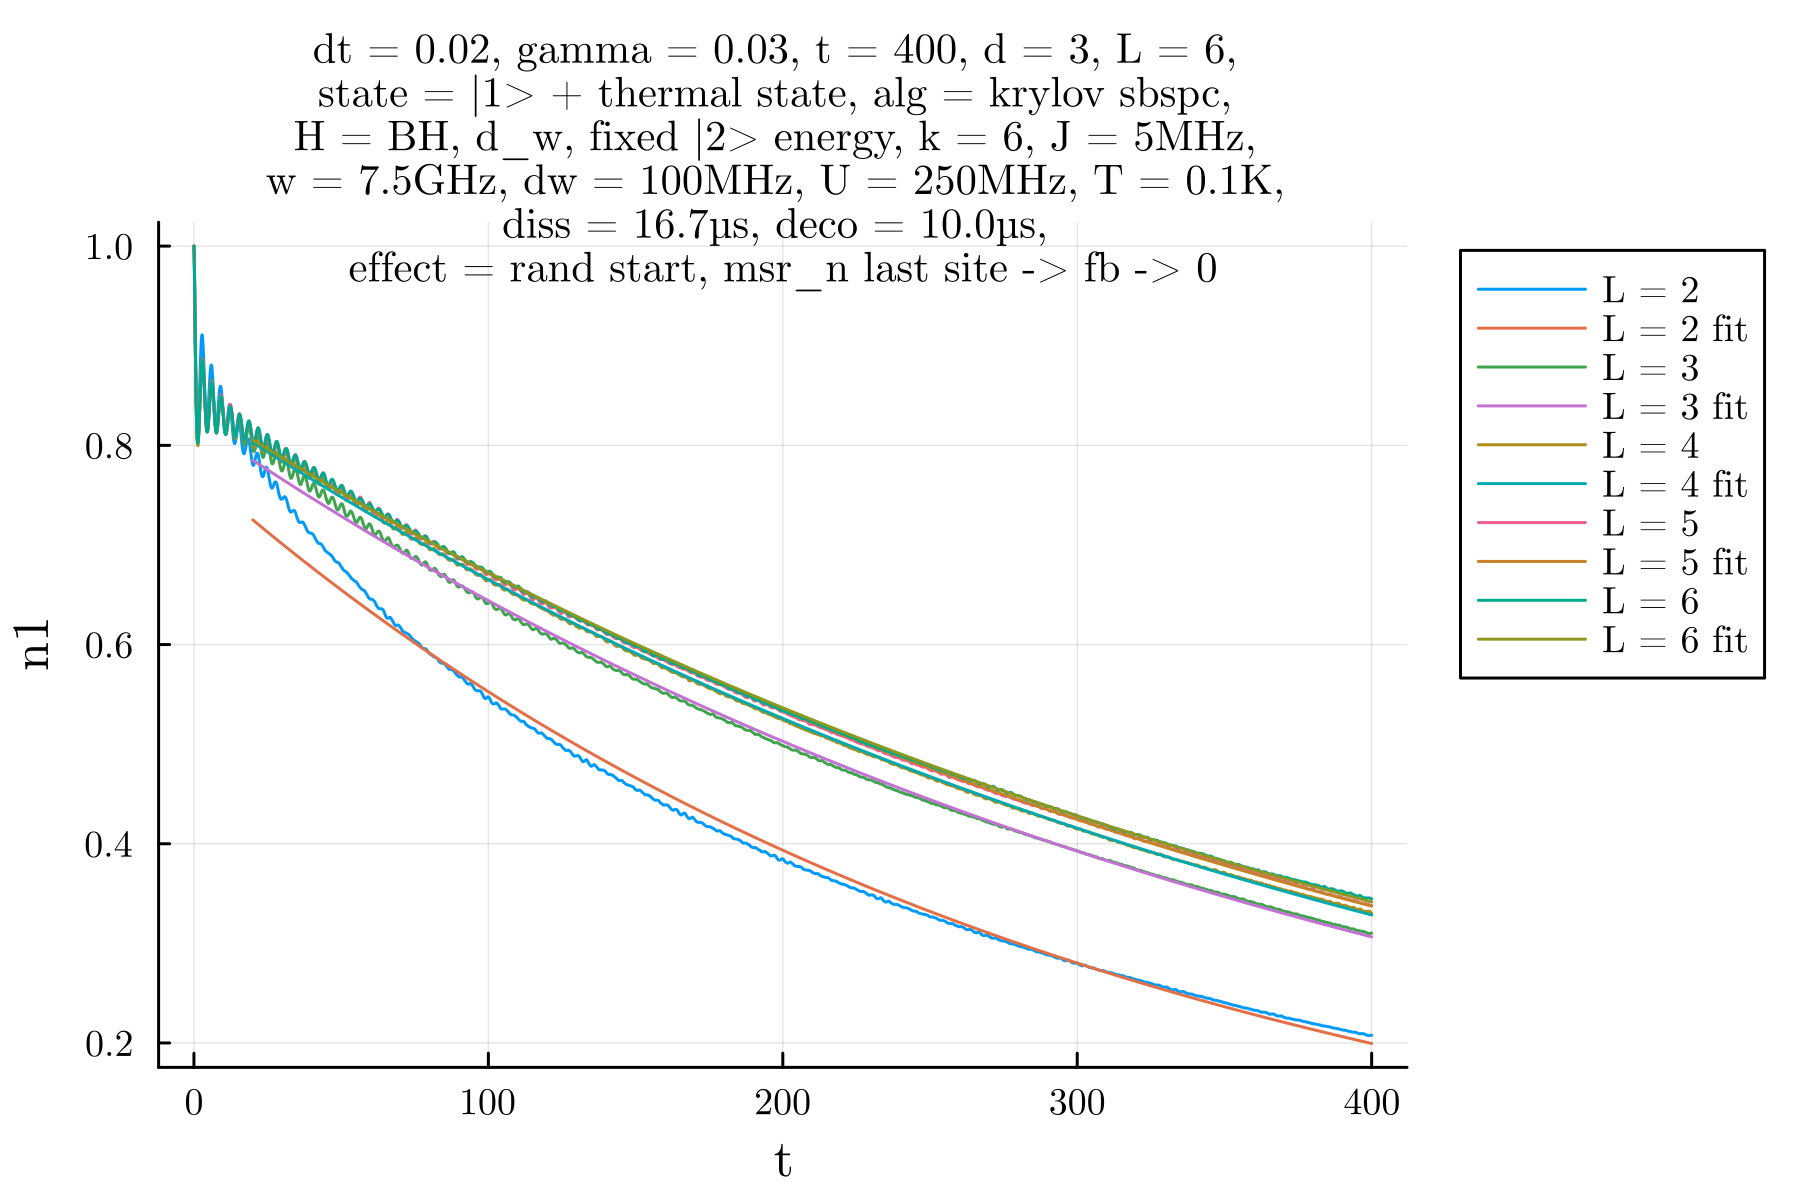 dt = 0.02, gamma = 0.03, t = 400, d = 3, L = 6,
state = |1> + thermal state, alg = krylov sbspc,
H = BH, d_w, fixed |2> energy, k = 6, J = 5MHz,
w = 7.5GHz, dw = 100MHz, U = 250MHz, T = 0.1K,
diss = 16.7µs, deco = 10.0µs,
effect = rand start, msr_n last site -> fb -> 0
1.0
0.8
0.6
0.4
0.2
n1
0
100
200
300
400
t
L = 2
L = 2 fit
L = 3
L = 3 fit
L = 4
L = 4 fit
L = 5
L = 5 fit
L = 6
L = 6 fit